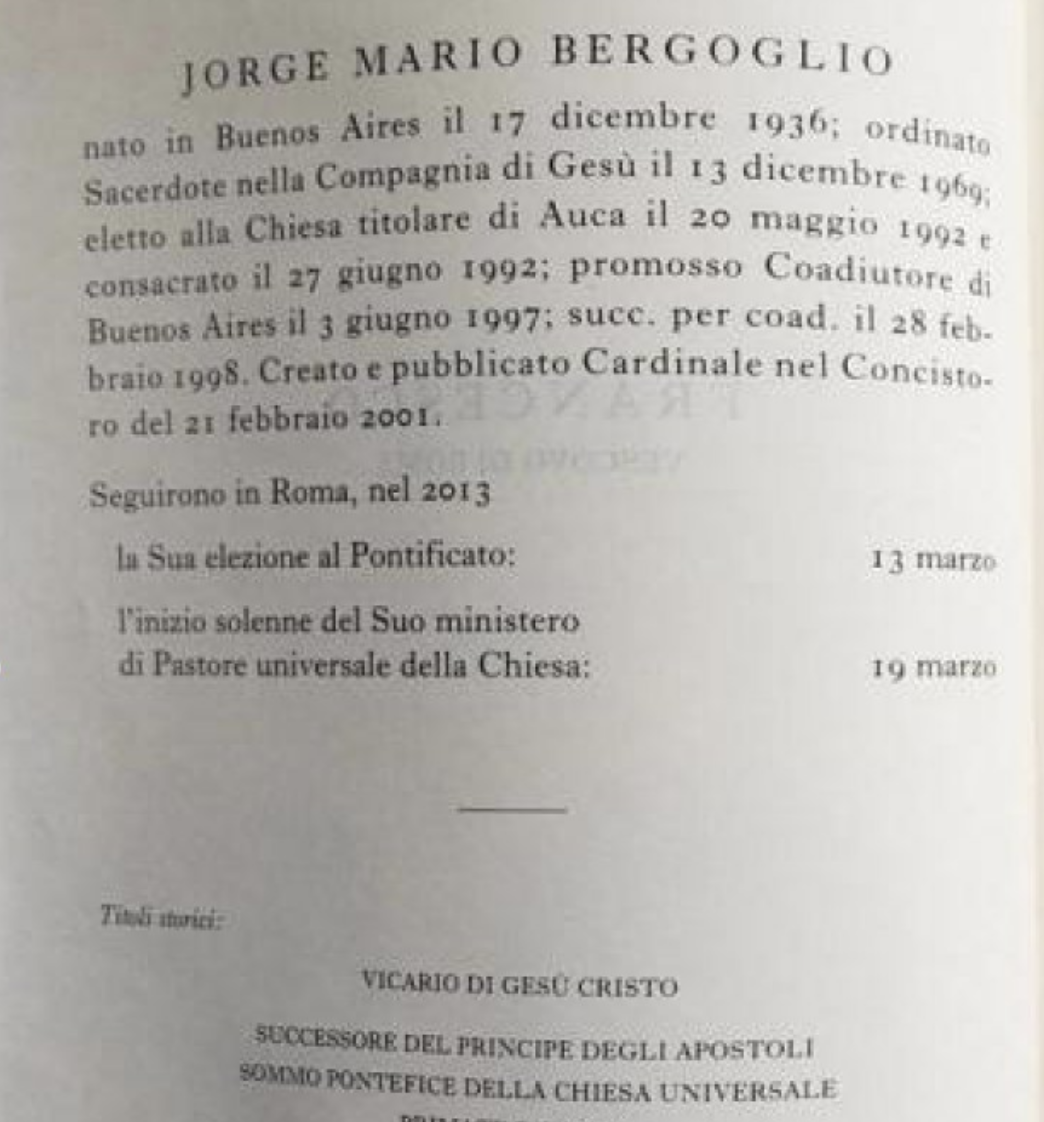 JORGE MARIO BERGOGLIO
nato in Buenos Aires il 17 dicembre 1936; ordinato
Sacerdote nella Compagnia di Gesù il 13 dicembre 1969;
eletto alla Chiesa titolare di Auca il 20 maggio 1992 e
consacrato il 27 giugno 1992; promosso Coadiutore di
Buenos Aires il 3 giugno 1997; succ. per coad. il 28 feb-
braio 1998. Creato e pubblicato Cardinale nel Concisto-
ro del 21 febbraio 2001.
FRANCESCO
VESCOVO DI ROMA
Seguirono in Roma, nel 2013
la Sua elezione al Pontificato: 13 marzo
l'inizio solenne del Suo ministero
di Pastore universale della Chiesa: 19 marzo
Titoli storici:
VICARIO DI GESÙ CRISTO
SUCCESSORE DEL PRINCIPE DEGLI APOSTOLI
SOMMO PONTEFICE DELLA CHIESA UNIVERSALE